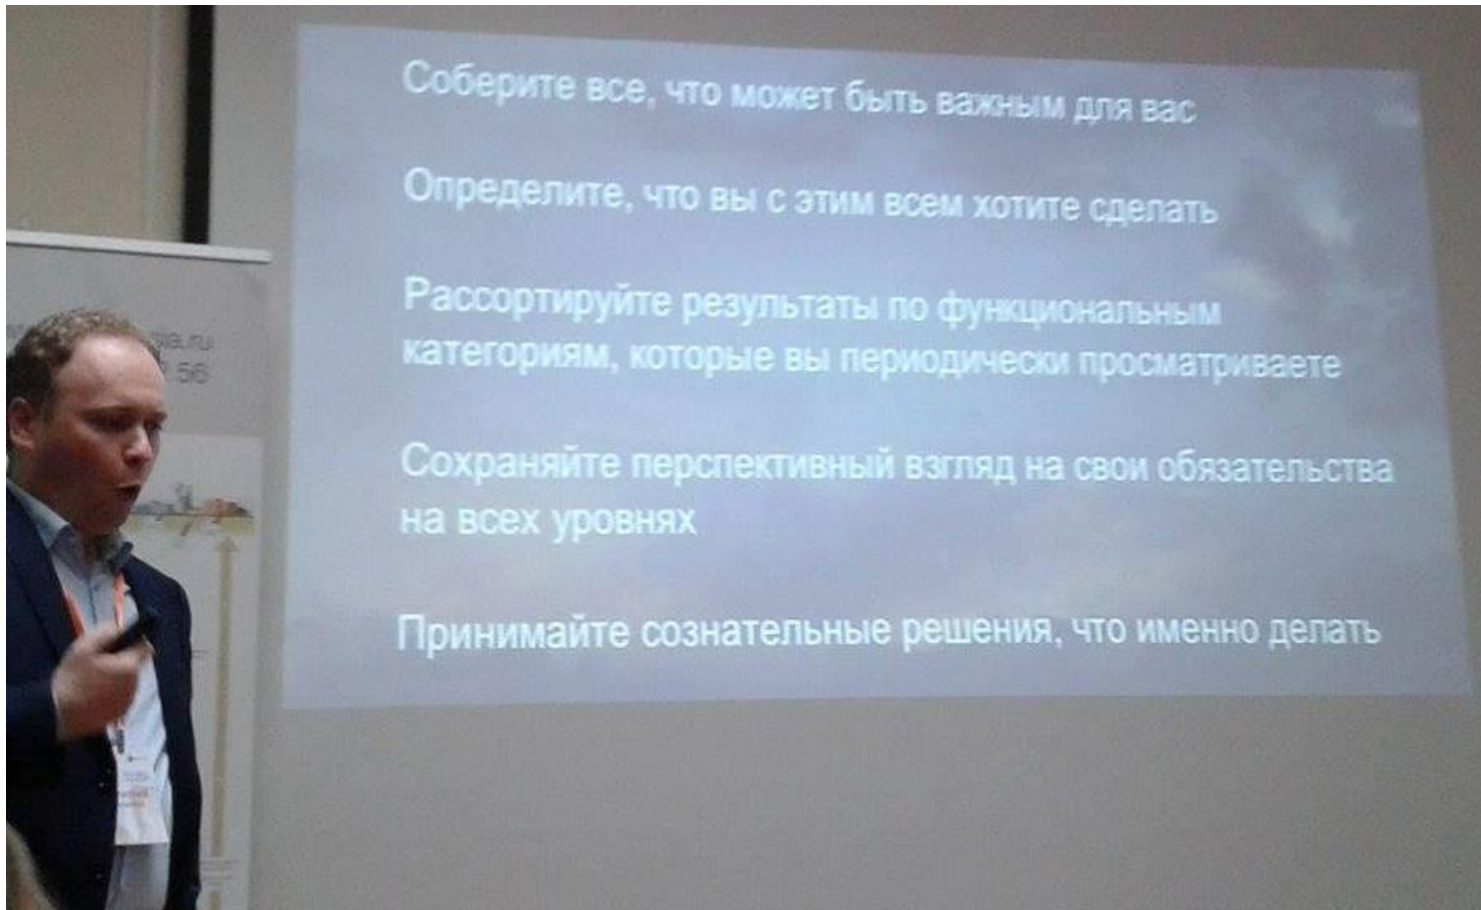 Соберите все, что может быть важным для вас
Определите, что вы с этим всем хотите сделать
Рассортируйте результаты по функциональным
категориям, которые вы периодически просматриваете
Сохраняйте перспективный взгляд на свои обязательства
на всех уровнях
Принимайте сознательные решения, что именно делать
56